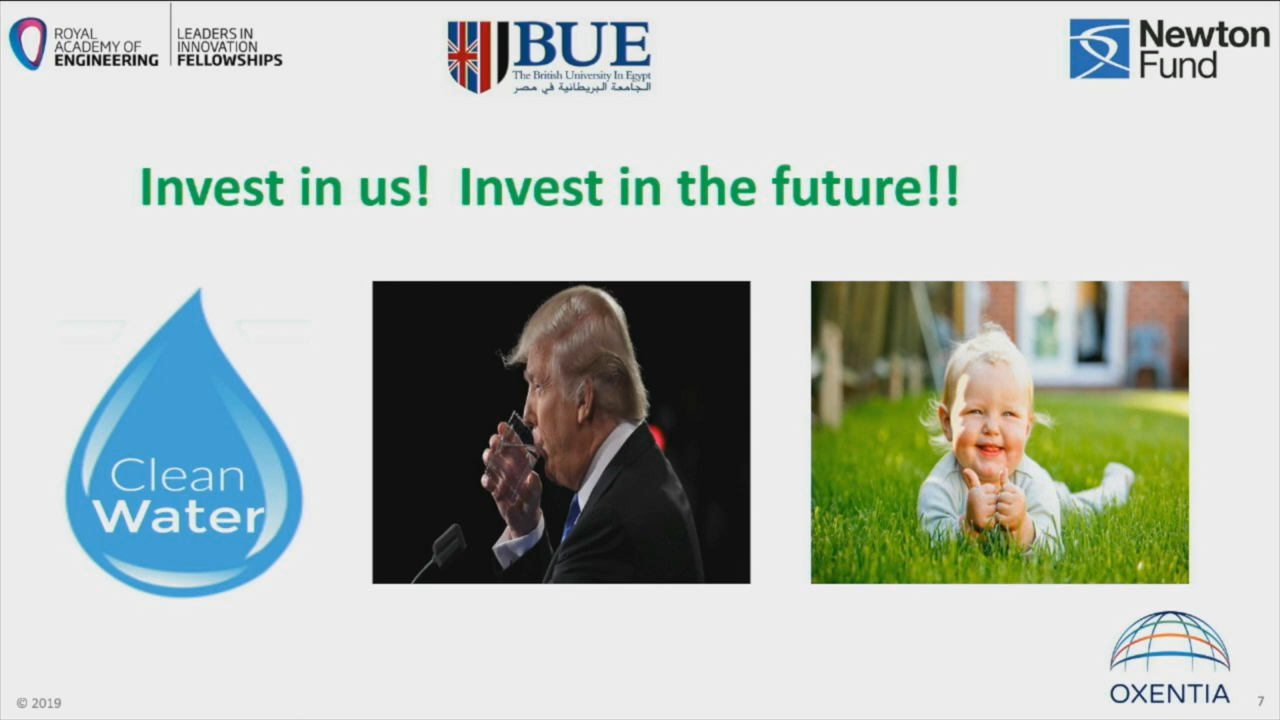 ROYAL
ACADEMY OF
ENGINEERING
LEADERS IN
INNOVATION
FELLOWSHIPS
BUE
The British University In Egypt
الجامعة البريطانية في مصر
Newton
Fund
Invest in us! Invest in the future!!
Clean
Water
OXENTIA
© 2019
7